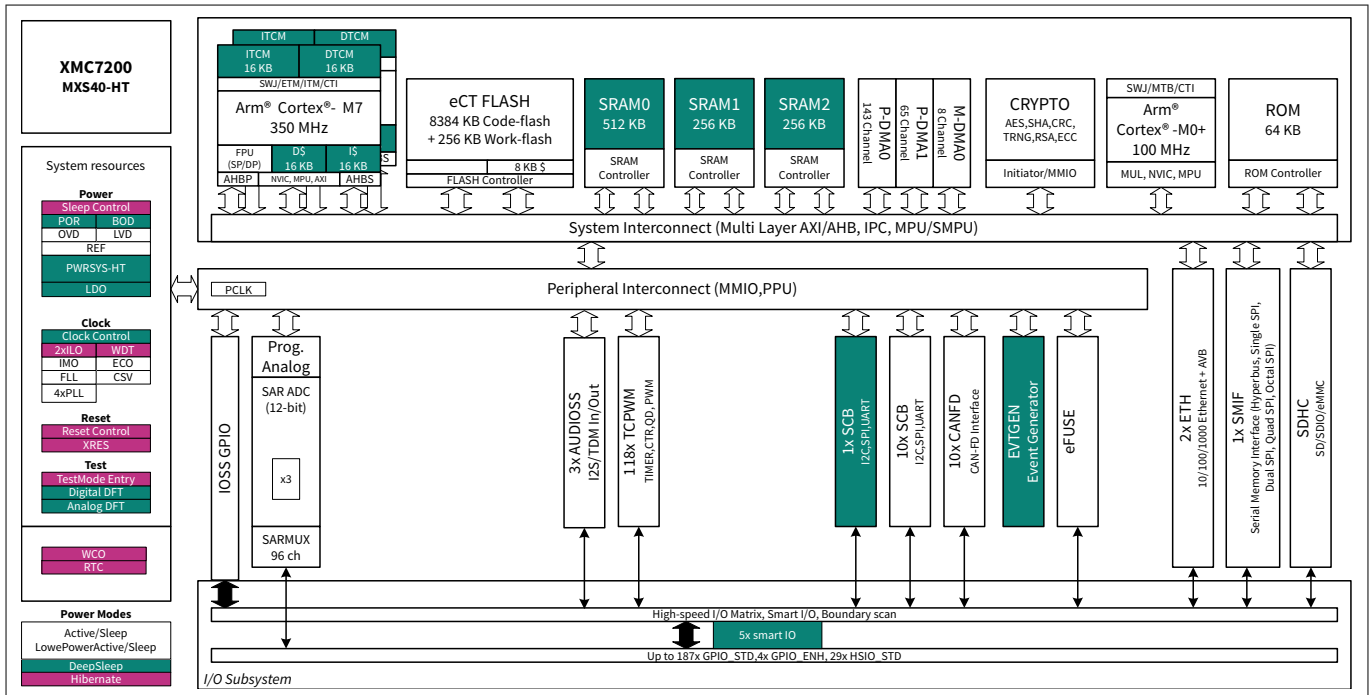 XMC7200
MXS40-HT
System resources
Power
Sleep Control
POR
BOD
OVD
LVD
REF
PWRSYS-HT
LDO
Clock
Clock Control
2xILO
WDT
IMO
ECO
FLL
CSV
4xPLL
Reset
Reset Control
XRES
Test
TestMode Entry
Digital DFT
Analog DFT
WCO
RTC
Power Modes
Active/Sleep
LowePowerActive/Sleep
DeepSleep
Hibernate
ITCM
DTCM
ITCM
16 KB
DTCM
16 KB
SWJ/ETM/ITM/CTI
Arm® Cortex®- M7
350 MHz
FPU
(SP/DP)
D$
16 KB
I$
16 KB
AHBP
NVIC, MPU, AXI
AHBS
BS
eCT FLASH
8384 KB Code-flash
+ 256 KB Work-flash
8 KB $
FLASH Controller
SRAM0
512 KB
SRAM
Controller
SRAM1
256 KB
SRAM
Controller
SRAM2
256 KB
SRAM
Controller
P-DMA0
143 Channel
P-DMA1
65 Channel
M-DMA0
8 Channel
CRYPTO
AES,SHA,CRC,
TRNG,RSA,ECC
Initiator/MMIO
SWJ/MTB/CTI
Arm®
Cortex® -M0+
100 MHz
MUL, NVIC, MPU
ROM
64 KB
ROM Controller
System Interconnect (Multi Layer AXI/AHB, IPC, MPU/SMPU)
PCLK
Peripheral Interconnect (MMIO,PPU)
IOSS GPIO
Prog.
Analog
SAR ADC
(12-bit)
x3
SARMUX
96 ch
3x AUDIOSS
I2S/TDM In/Out
118x TCPWM
TIMER,CTR,QD, PWM
1x SCB
I2C,SPI,UART
10x SCB
I2C,SPI,UART
10x CANFD
CAN-FD Interface
EVTGEN
Event Generator
eFUSE
2x ETH
10/100/1000 Ethernet + AVB
1x SMIF
Serial Memory Interface (Hyperbus, Single SPI,
Dual SPI, Quad SPI, Octal SPI)
SDHC
SD/SDIO/eMMC
High-speed I/O Matrix, Smart I/O, Boundary scan
5x smart IO
Up to 187x GPIO_STD,4x GPIO_ENH, 29x HSIO_STD
I/O Subsystem